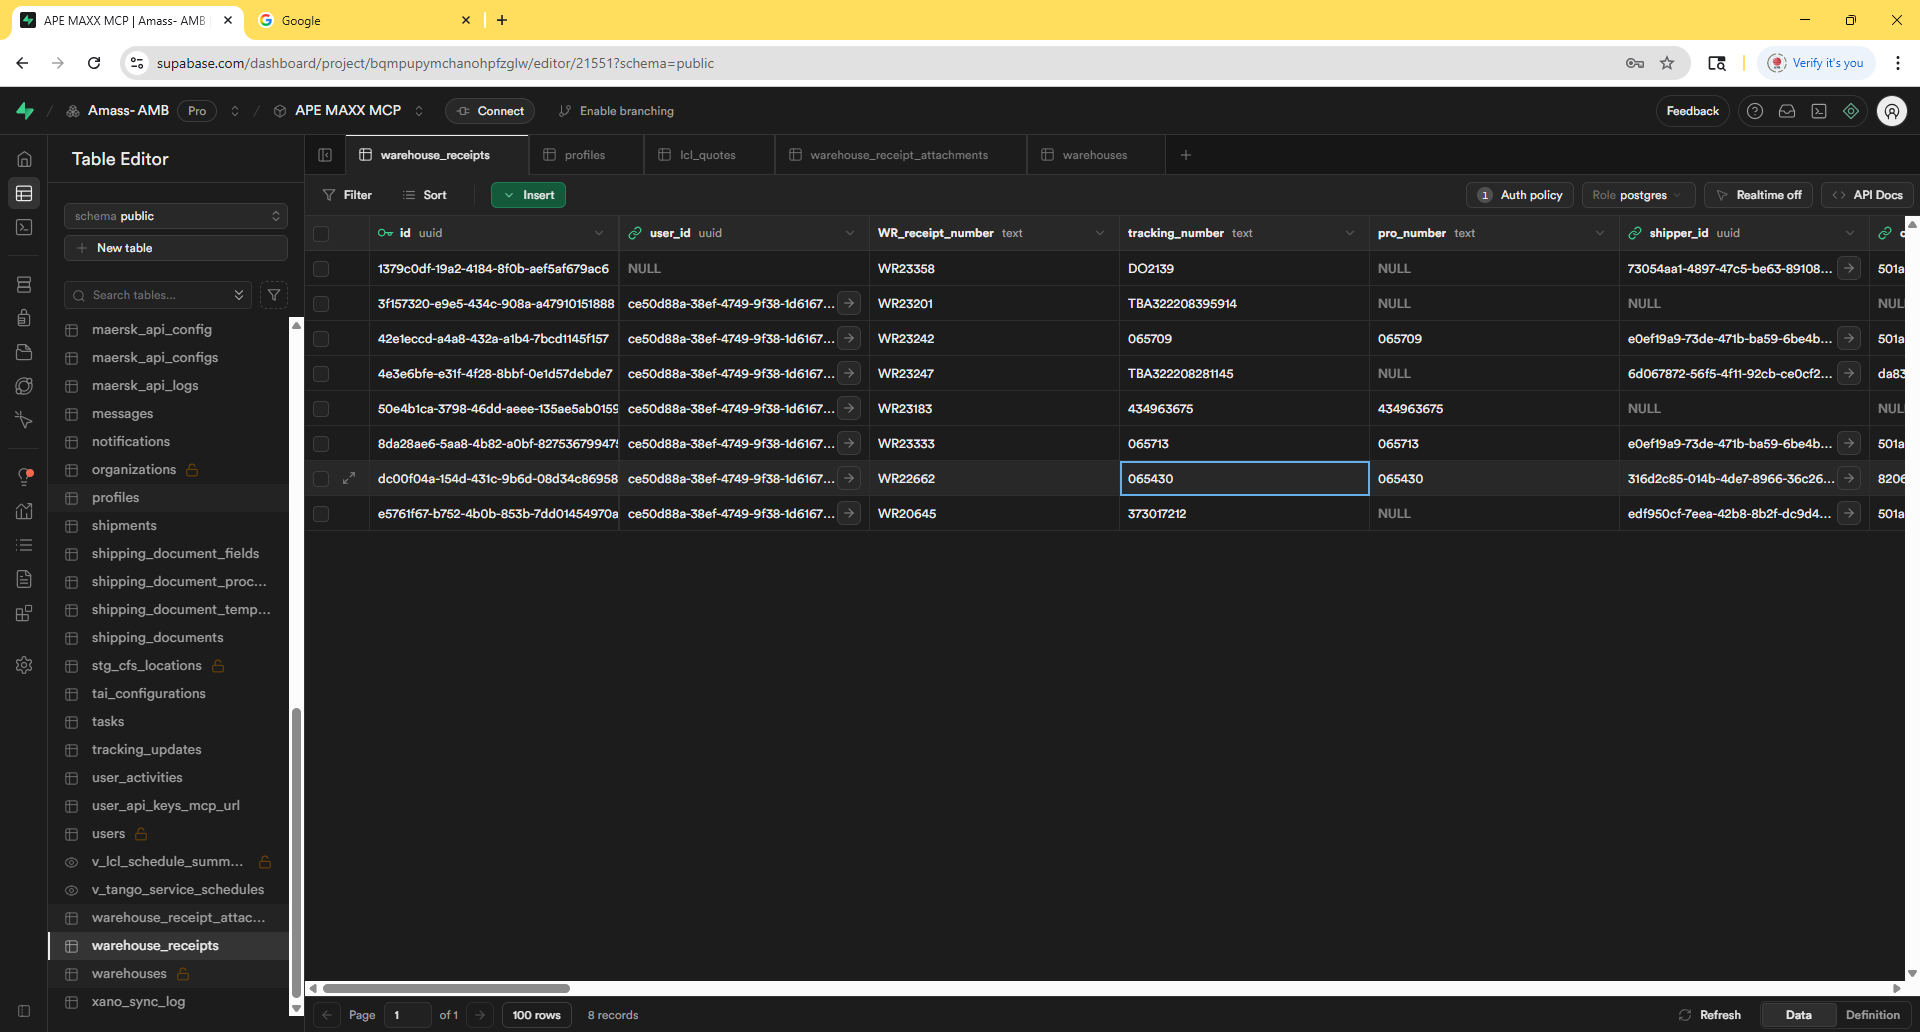 APE MAXX MCP | Amass- AMB
Google
supabase.com/dashboard/project/bqmpupymchanohpfzglw/editor/21551?schema=public
Verify it's you
Amass- AMB Pro APE MAXX MCP Connect Enable branching Feedback
Table Editor
schema public
New table
Search tables...
maersk_api_config
maersk_api_configs
maersk_api_logs
messages
notifications
organizations
profiles
shipments
shipping_document_fields
shipping_document_proc...
shipping_document_temp...
shipping_documents
stg_cfs_locations
tai_configurations
tasks
tracking_updates
user_activities
user_api_keys_mcp_url
users
v_lcl_schedule_summ...
v_tango_service_schedules
warehouse_receipt_attac...
warehouse_receipts
warehouses
xano_sync_log
warehouse_receipts profiles lcl_quotes warehouse_receipt_attachments warehouses
Filter Sort Insert 1 Auth policy Role postgres Realtime off API Docs
id uuid user_id uuid WR_receipt_number text tracking_number text pro_number text shipper_id uuid
1379c0df-19a2-4184-8f0b-aef5af679ac6 NULL WR23358 DO2139 NULL 73054aa1-4897-47c5-be63-89108... 501a
3f157320-e9e5-434c-908a-a47910151888 ce50d88a-38ef-4749-9f38-1d6167... WR23201 TBA322208395914 NULL NULL NUL
42e1eccd-a4a8-432a-a1b4-7bcd1145f157 ce50d88a-38ef-4749-9f38-1d6167... WR23242 065709 065709 e0ef19a9-73de-471b-ba59-6be4b... 501a
4e3e6bfe-e31f-4f28-8bbf-0e1d57debde7 ce50d88a-38ef-4749-9f38-1d6167... WR23247 TBA322208281145 NULL 6d067872-56f5-4f11-92cb-ce0cf2... da83
50e4b1ca-3798-46dd-aeee-135ae5ab0159 ce50d88a-38ef-4749-9f38-1d6167... WR23183 434963675 434963675 NULL NUL
8da28ae6-5aa8-4b82-a0bf-827536799475 ce50d88a-38ef-4749-9f38-1d6167... WR23333 065713 065713 e0ef19a9-73de-471b-ba59-6be4b... 501a
dc00f04a-154d-431c-9b6d-08d34c86958 ce50d88a-38ef-4749-9f38-1d6167... WR22662 065430 065430 316d2c85-014b-4de7-8966-36c26... 8206
e5761f67-b752-4b0b-853b-7dd01454970a ce50d88a-38ef-4749-9f38-1d6167... WR20645 373017212 NULL edf950cf-7eea-42b8-8b2f-dc9d4... 501a
Page 1 of 1 100 rows 8 records Refresh Data Definition